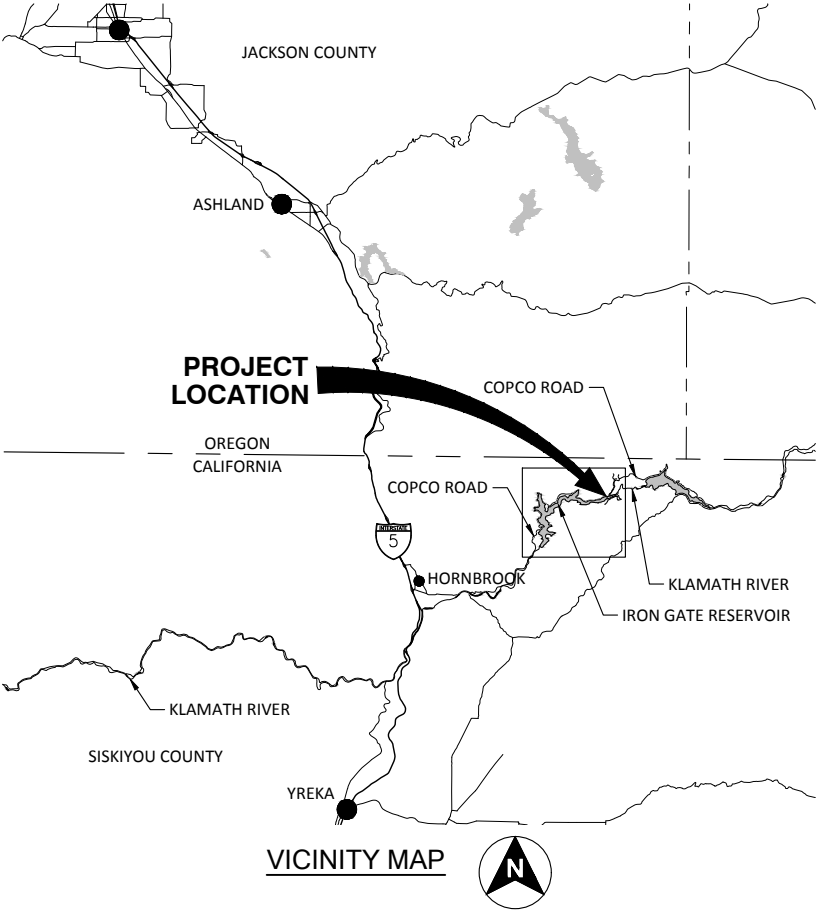 JACKSON COUNTY
ASHLAND
PROJECT
LOCATION
COPCO ROAD
OREGON
CALIFORNIA
COPCO ROAD
INTERSTATE
5
HORNBROOK
KLAMATH RIVER
IRON GATE RESERVOIR
KLAMATH RIVER
SISKIYOU COUNTY
YREKA
VICINITY MAP
N